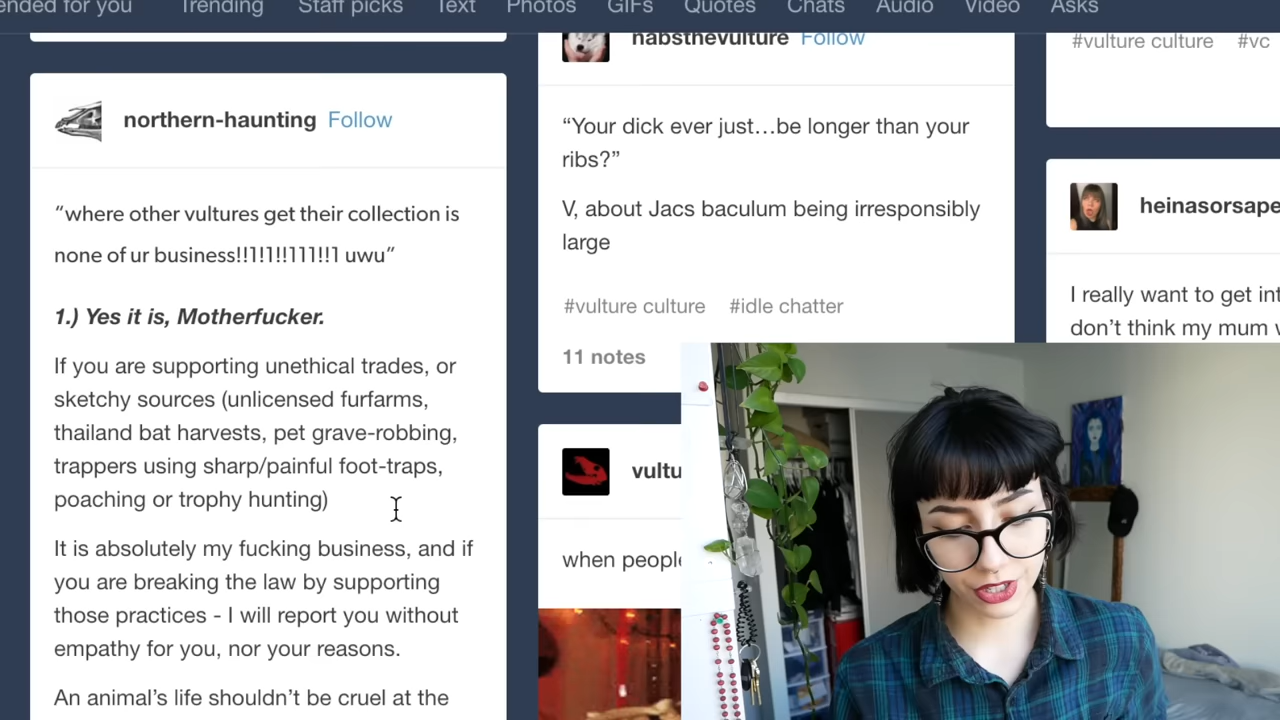 ended for you Trending Staff picks Text Photos GIFs Quotes Chats Audio Video Asks
northern-haunting Follow
“where other vultures get their collection is
none of ur business!!1!1!!111!!1 uwu”
1.) Yes it is, Motherfucker.
If you are supporting unethical trades, or
sketchy sources (unlicensed furfarms,
thailand bat harvests, pet grave-robbing,
trappers using sharp/painful foot-traps,
poaching or trophy hunting)
It is absolutely my fucking business, and if
you are breaking the law by supporting
those practices - I will report you without
empathy for you, nor your reasons.
An animal’s life shouldn’t be cruel at the
nabsthevulture Follow
“Your dick ever just…be longer than your
ribs?”
V, about Jacs baculum being irresponsibly
large
#vulture culture #idle chatter
11 notes
vultu
when people
#vulture culture #vc
heinasorsape
I really want to get int
don’t think my mum w